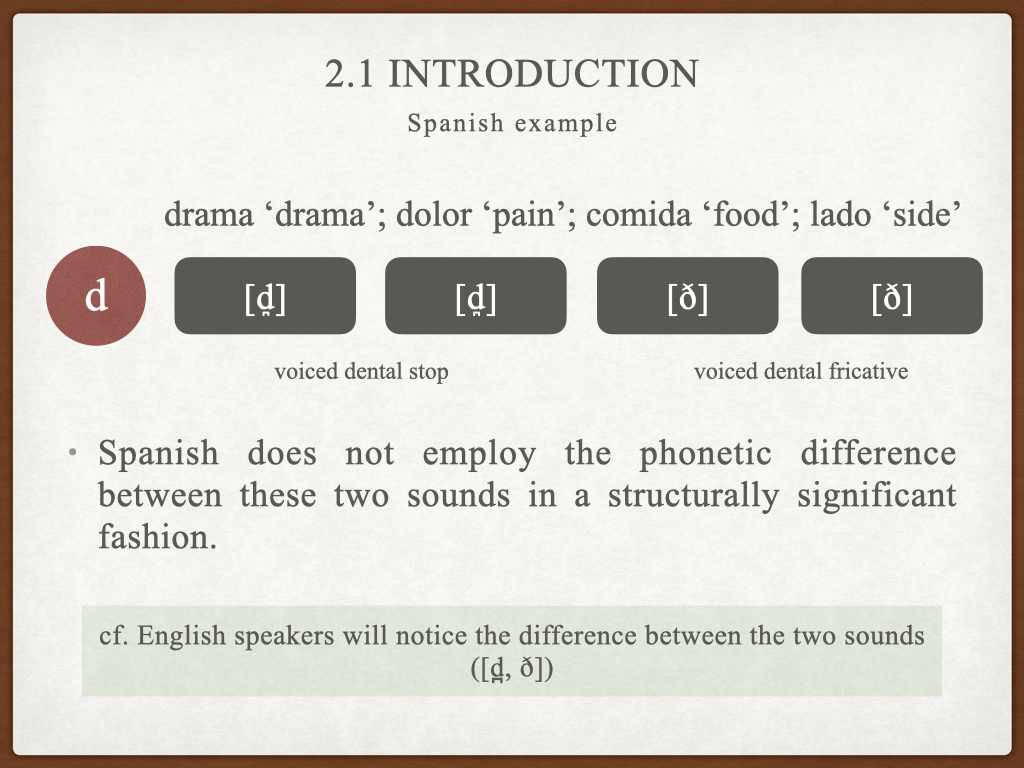 2.1 INTRODUCTION
Spanish example
drama ‘drama’; dolor ‘pain’; comida ‘food’; lado ‘side’
d [d̪] [d̪] [ð] [ð]
voiced dental stop voiced dental fricative
• Spanish does not employ the phonetic difference
between these two sounds in a structurally significant
fashion.
cf. English speakers will notice the difference between the two sounds
([d̪, ð])